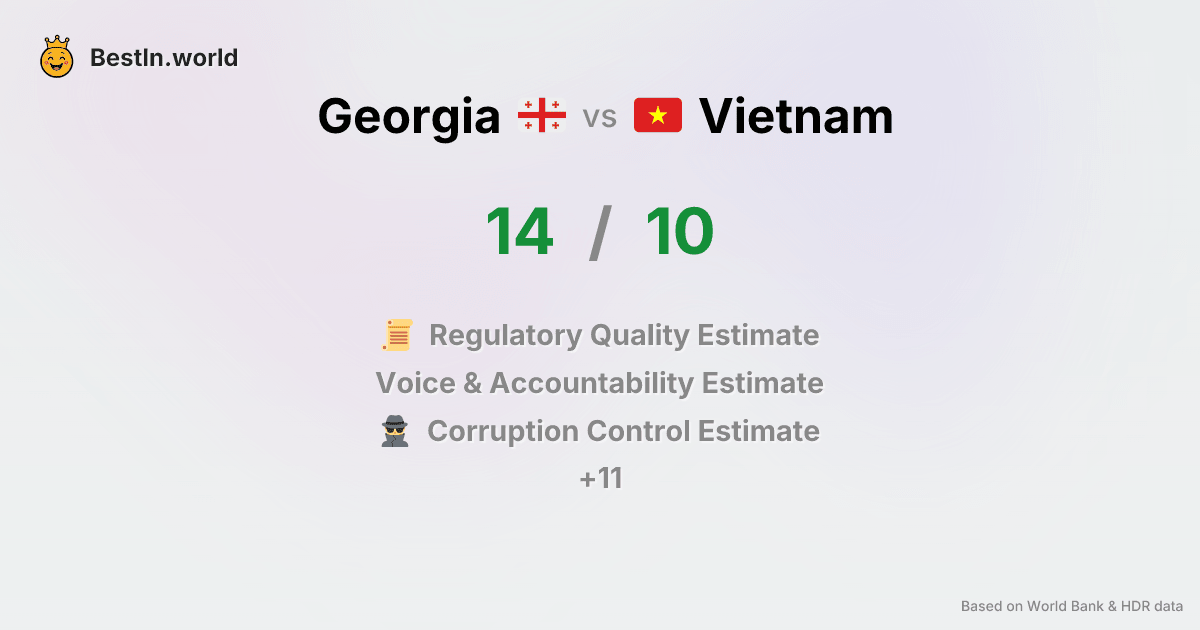 BestIn.world
Georgia vs Vietnam
14 / 10
Regulatory Quality Estimate
Voice & Accountability Estimate
Corruption Control Estimate
+11
Based on World Bank & HDR data